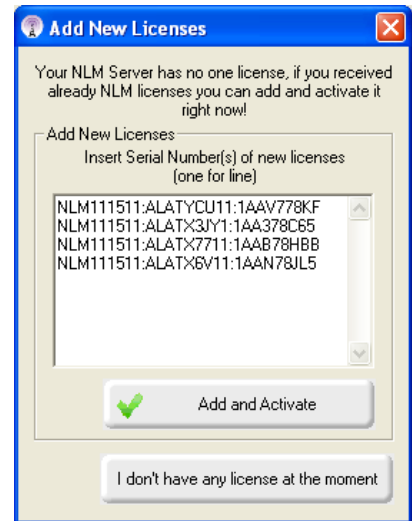 Add New Licenses
Your NLM Server has no one license, if you received
already NLM licenses you can add and activate it
right now!
Add New Licenses
Insert Serial Number(s) of new licenses
(one for line)
NLM111511:ALATYCU11:1AAV778KF
NLM111511:ALATX3JY1:1AA378C65
NLM111511:ALATX7711:1AAB78HBB
NLM111511:ALATX6V11:1AAN78JL5
Add and Activate
I don't have any license at the moment